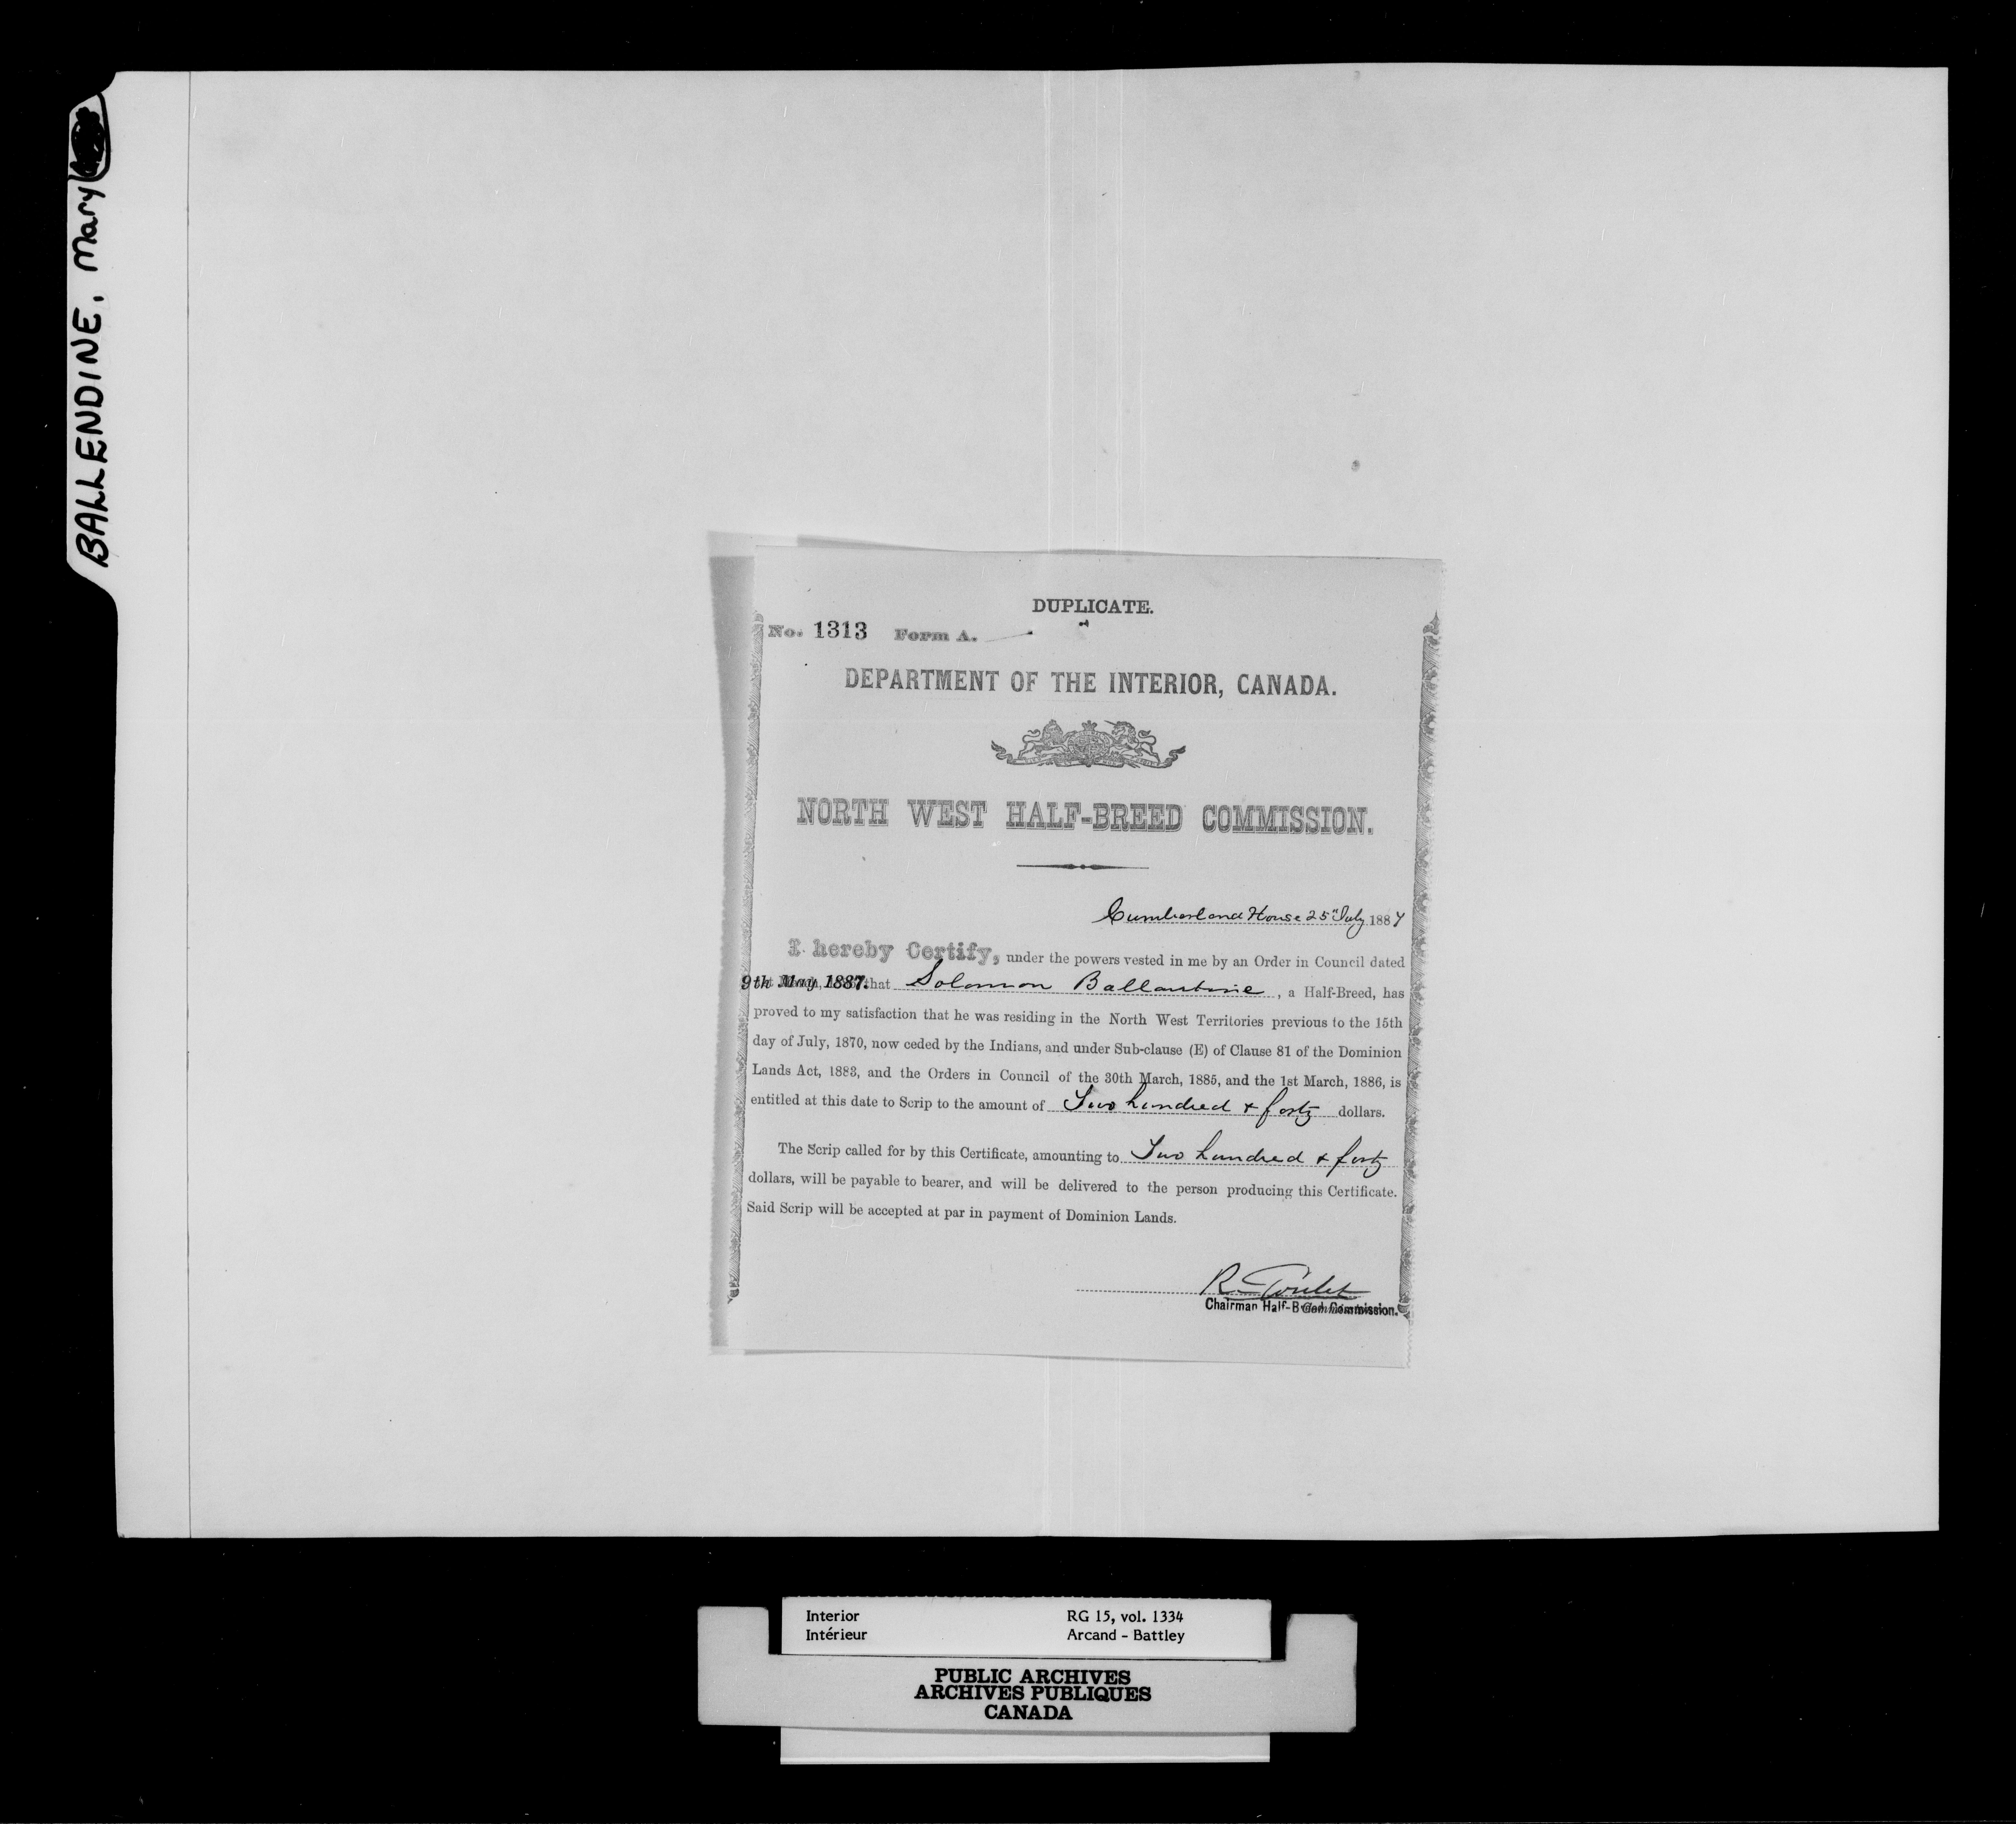 BALLENDINE, Mary
DUPLICATE.
No. 1313 Form A.
DEPARTMENT OF THE INTERIOR, CANADA.
NORTH WEST HALF-BREED COMMISSION.
Cumberland House 25" July 1887
I hereby Certify, under the powers vested in me by an Order in Council dated
9th May 1887. that Solomon Ballantine, a Half-Breed, has
proved to my satisfaction that he was residing in the North West Territories previous to the 15th
day of July, 1870, now ceded by the Indians, and under Sub-clause (E) of Clause 81 of the Dominion
Lands Act, 1883, and the Orders in Council of the 30th March, 1885, and the 1st March, 1886, is
entitled at this date to Scrip to the amount of Two hundred & forty dollars.
The Scrip called for by this Certificate, amounting to Two hundred & forty
dollars, will be payable to bearer, and will be delivered to the person producing this Certificate.
Said Scrip will be accepted at par in payment of Dominion Lands.
R. Goulet
Chairman Half-Breed Commission.
Interior RG 15, vol. 1334
Intérieur Arcand - Battley
PUBLIC ARCHIVES
ARCHIVES PUBLIQUES
CANADA